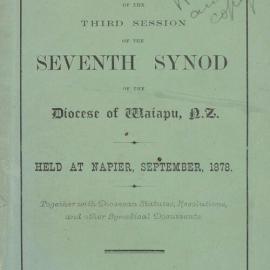 OF THE
THIRD SESSION
OF THE
SEVENTH SYNOD
OF THE
Diocese of Waiapu, N.Z.
HELD AT NAPIER, SEPTEMBER, 1878.
Together with Diocesan Statutes, Resolutions,
and other Synodical Documents.
copy